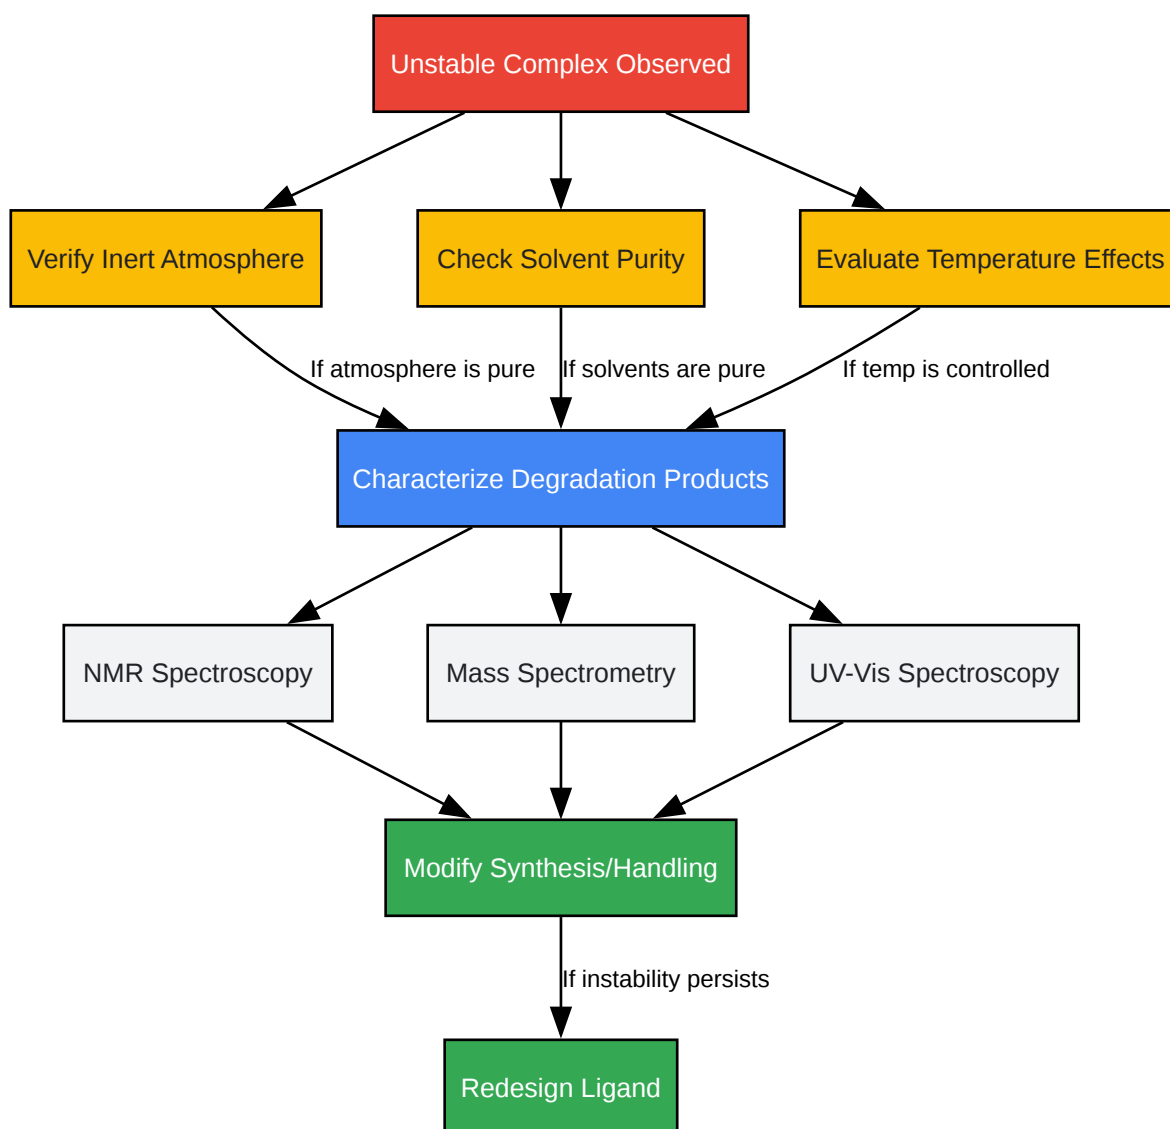 Unstable Complex Observed
Verify Inert Atmosphere
Check Solvent Purity
Evaluate Temperature Effects
If atmosphere is pure
If solvents are pure
If temp is controlled
Characterize Degradation Products
NMR Spectroscopy
Mass Spectrometry
UV-Vis Spectroscopy
Modify Synthesis/Handling
If instability persists
Redesign Ligand